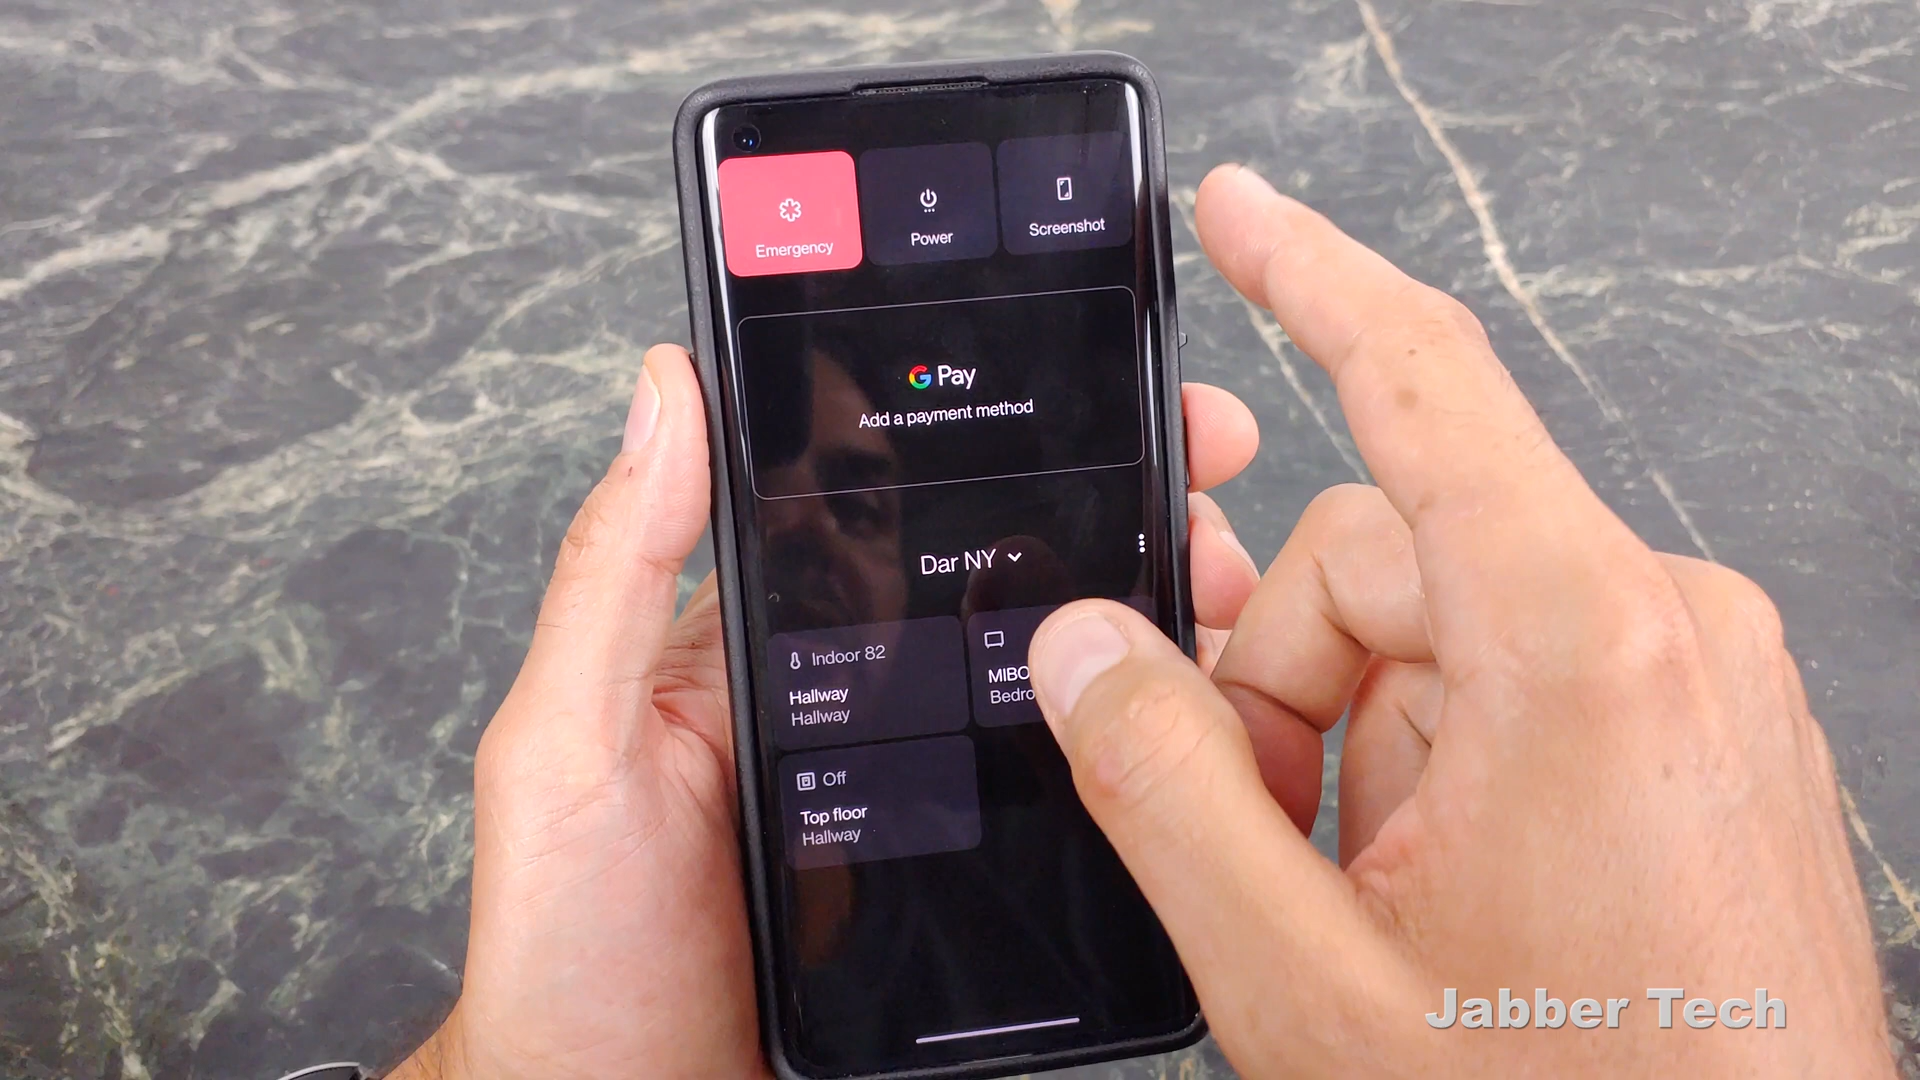 Emergency
Power
Screenshot
G Pay
Add a payment method
Dar NY
Indoor 82
Hallway
Hallway
MIBO
Bedro
Off
Top floor
Hallway
Jabber Tech